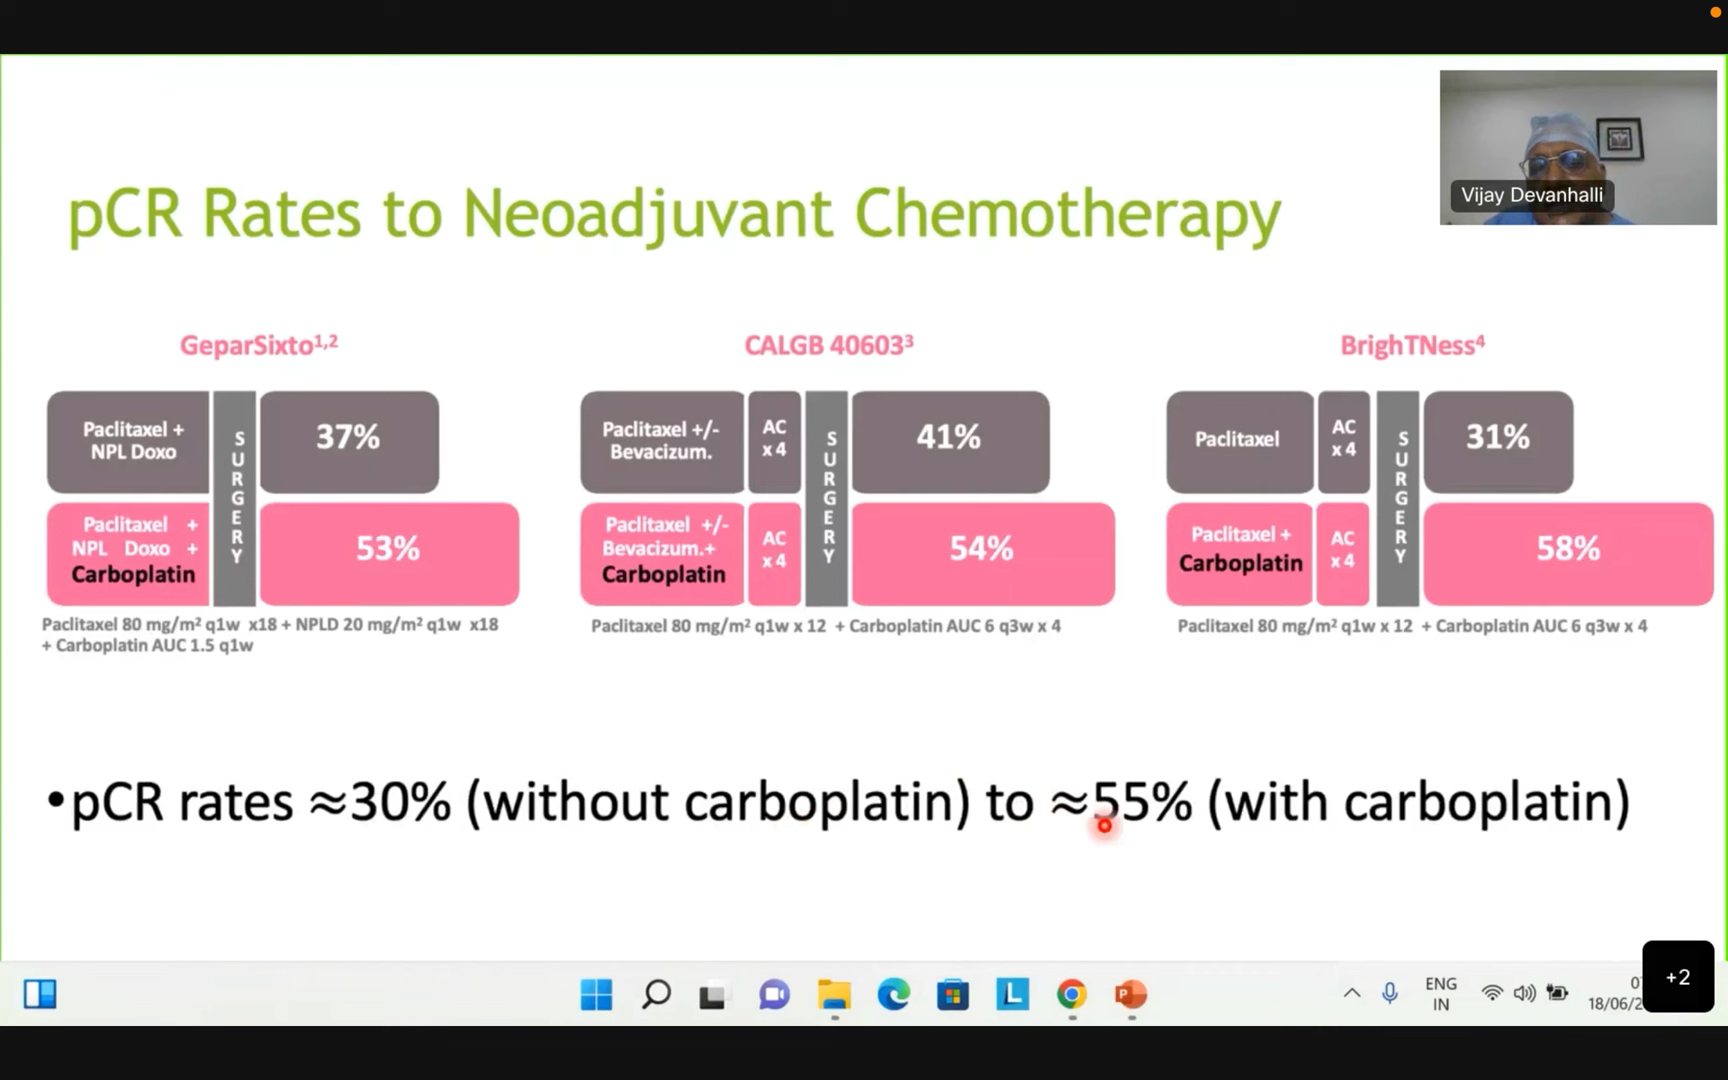 Vijay Devanhalli
pCR Rates to Neoadjuvant Chemotherapy
GeparSixto¹,²
Paclitaxel +
NPL Doxo
SURGERY
37%
Paclitaxel +
NPL Doxo +
Carboplatin
53%
Paclitaxel 80 mg/m² q1w x18 + NPLD 20 mg/m² q1w x18
+ Carboplatin AUC 1.5 q1w
CALGB 40603³
Paclitaxel +/-
Bevacizum.
AC
x 4
SURGERY
41%
Paclitaxel +/-
Bevacizum.+
Carboplatin
AC
x 4
54%
Paclitaxel 80 mg/m² q1w x 12 + Carboplatin AUC 6 q3w x 4
BrighTNess⁴
Paclitaxel
AC
x 4
SURGERY
31%
Paclitaxel +
Carboplatin
AC
x 4
58%
Paclitaxel 80 mg/m² q1w x 12 + Carboplatin AUC 6 q3w x 4
•pCR rates ≈30% (without carboplatin) to ≈55% (with carboplatin)
ENG
IN
+2